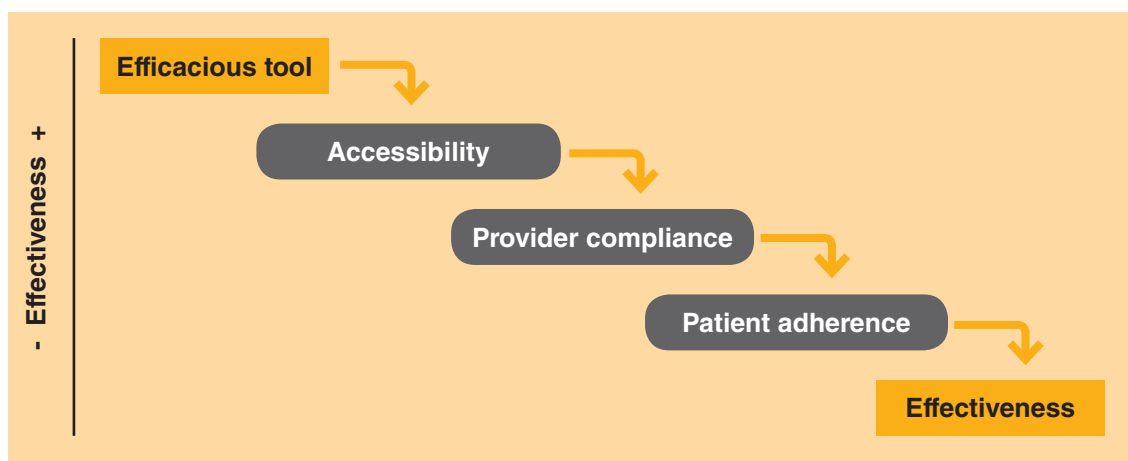 - Effectiveness +
Efficacious tool
Accessibility
Provider compliance
Patient adherence
Effectiveness